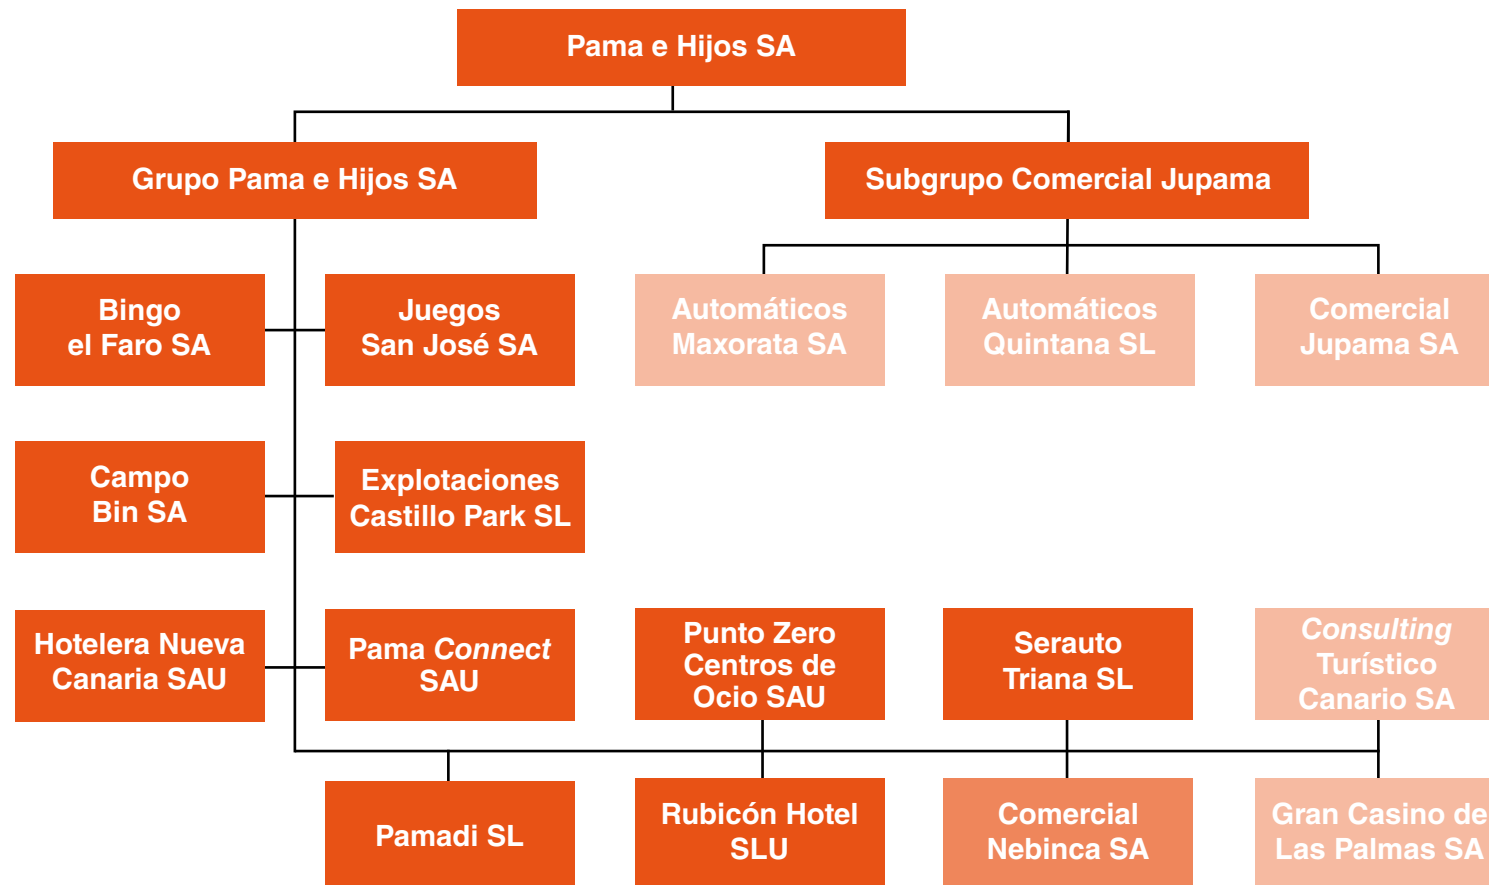 Pama e Hijos SA
Grupo Pama e Hijos SA
Subgrupo Comercial Jupama
Bingo
el Faro SA
Juegos
San José SA
Automáticos
Maxorata SA
Automáticos
Quintana SL
Comercial
Jupama SA
Campo
Bin SA
Explotaciones
Castillo Park SL
Hotelera Nueva
Canaria SAU
Pama Connect
SAU
Punto Zero
Centros de
Ocio SAU
Serauto
Triana SL
Consulting
Turístico
Canario SA
Pamadi SL
Rubicón Hotel
SLU
Comercial
Nebinca SA
Gran Casino de
Las Palmas SA